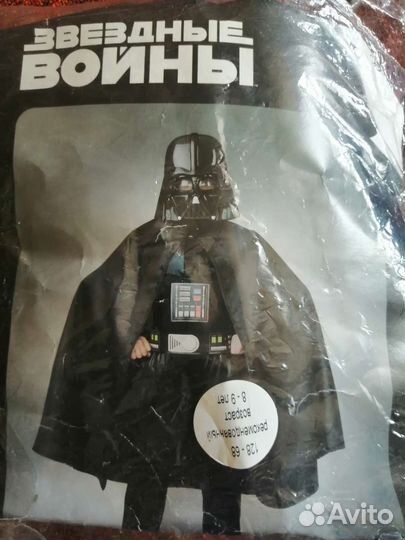 ЗВЕЗДНЫЕ
ВОЙНЫ
128 - 68
рекомендованный
возраст
8 - 9 лет
Avito